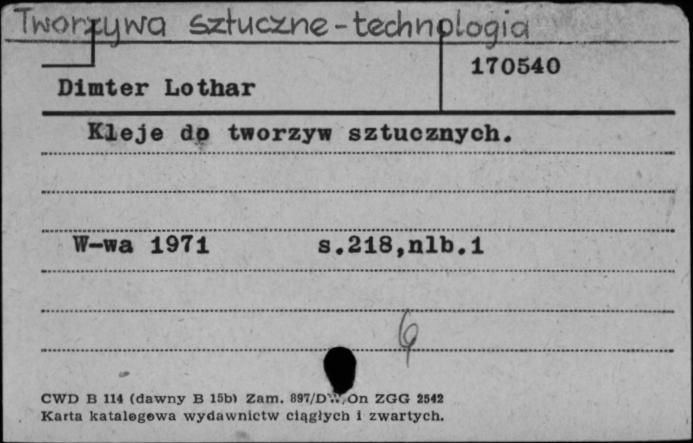 Tworzywa sztuczne - technologia
170540
Dimter Lothar
Kleje do tworzyw sztucznych.
W-wa 1971 s.218,nlb.1
6
CWD B 114 (dawny B 15b) Zam. 897/DW/On ZGG 2542
Karta katalogowa wydawnictw ciągłych i zwartych.